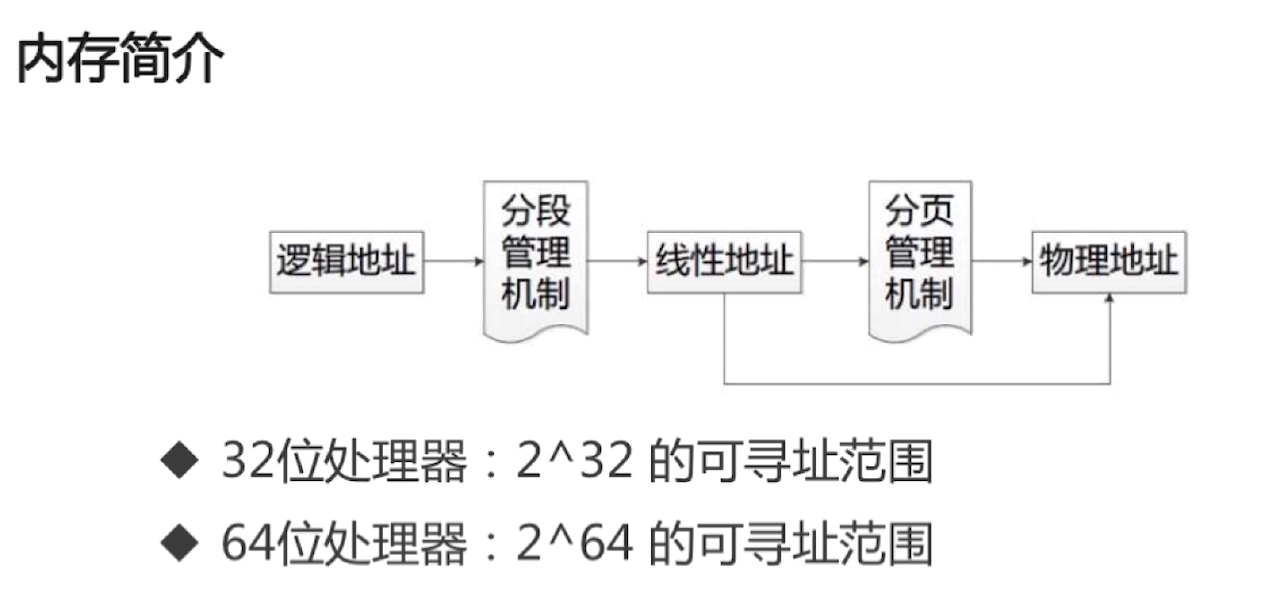 内存简介
逻辑地址
分段
管理
机制
线性地址
分页
管理
机制
物理地址
32位处理器：2^32 的可寻址范围
64位处理器：2^64 的可寻址范围